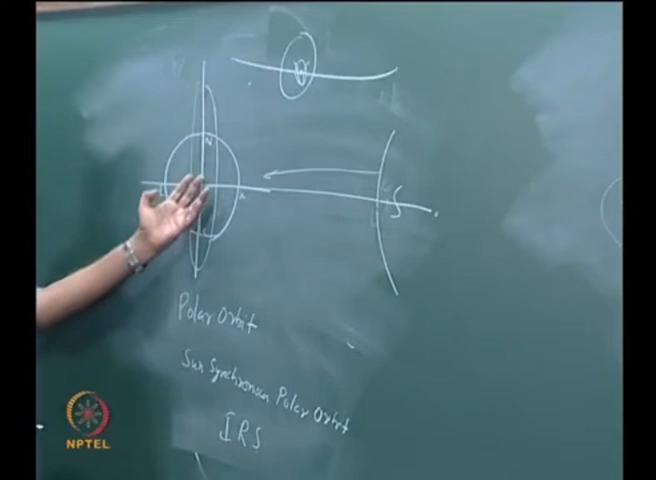 N
S
Polar Orbit
Sun Synchronous Polar Orbit
IRS
NPTEL